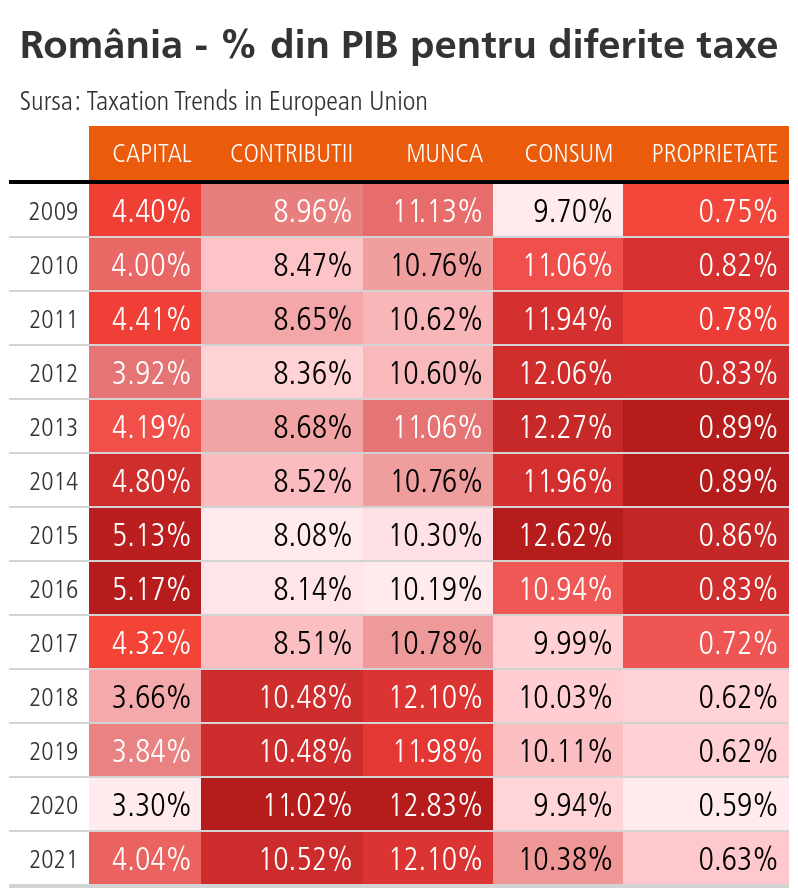 România - % din PIB pentru diferite taxe
Sursa: Taxation Trends in European Union
CAPITAL CONTRIBUTII MUNCA CONSUM PROPRIETATE
2009 4.40% 8.96% 11.13% 9.70% 0.75%
2010 4.00% 8.47% 10.76% 11.06% 0.82%
2011 4.41% 8.65% 10.62% 11.94% 0.78%
2012 3.92% 8.36% 10.60% 12.06% 0.83%
2013 4.19% 8.68% 11.06% 12.27% 0.89%
2014 4.80% 8.52% 10.76% 11.96% 0.89%
2015 5.13% 8.08% 10.30% 12.62% 0.86%
2016 5.17% 8.14% 10.19% 10.94% 0.83%
2017 4.32% 8.51% 10.78% 9.99% 0.72%
2018 3.66% 10.48% 12.10% 10.03% 0.62%
2019 3.84% 10.48% 11.98% 10.11% 0.62%
2020 3.30% 11.02% 12.83% 9.94% 0.59%
2021 4.04% 10.52% 12.10% 10.38% 0.63%